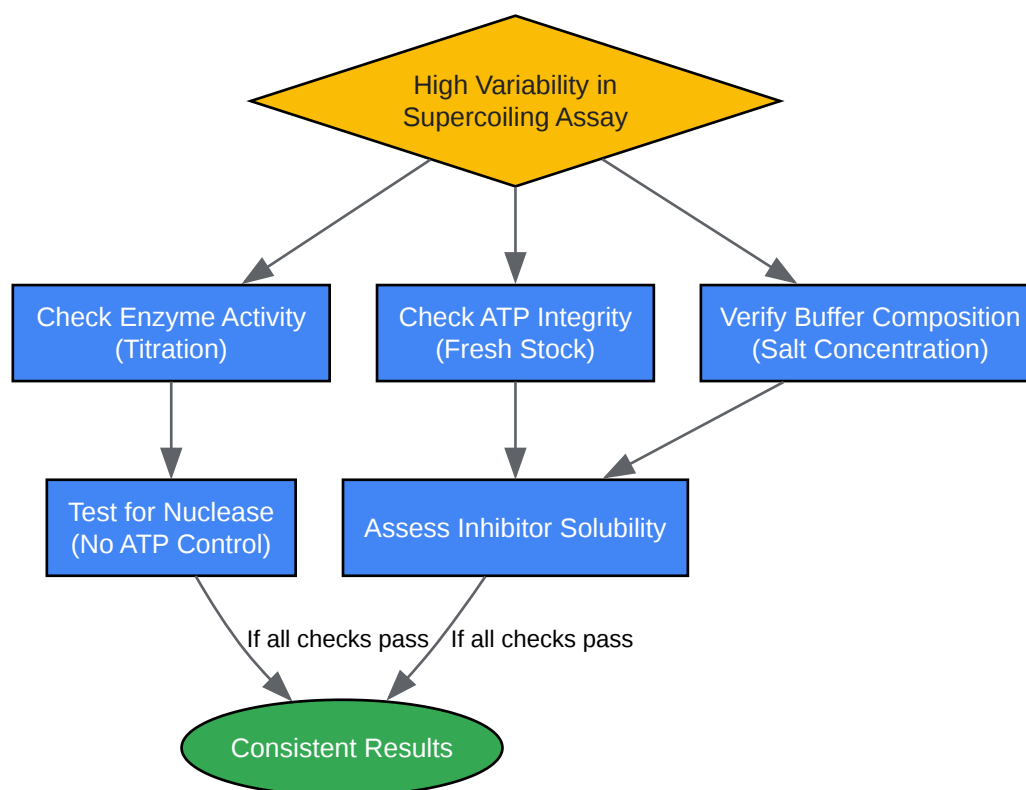 High Variability in
Supercoiling Assay
Check Enzyme Activity
(Titration)
Check ATP Integrity
(Fresh Stock)
Verify Buffer Composition
(Salt Concentration)
Test for Nuclease
(No ATP Control)
Assess Inhibitor Solubility
If all checks pass
If all checks pass
Consistent Results